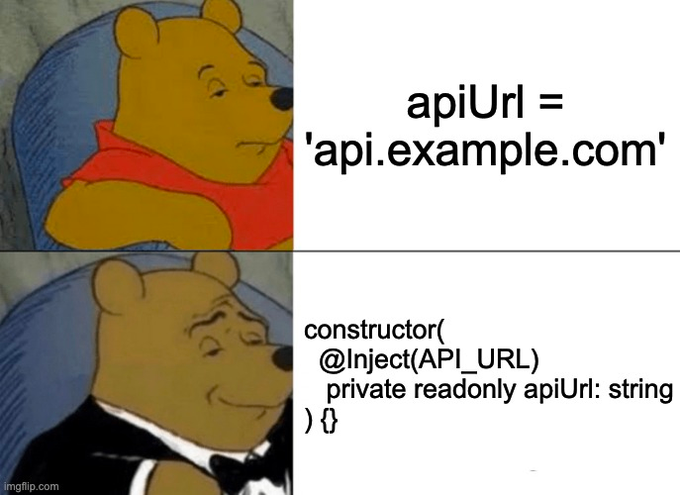 apiUrl =
'api.example.com'
constructor(
@Inject(API_URL)
private readonly apiUrl: string
) {}
imgflip.com